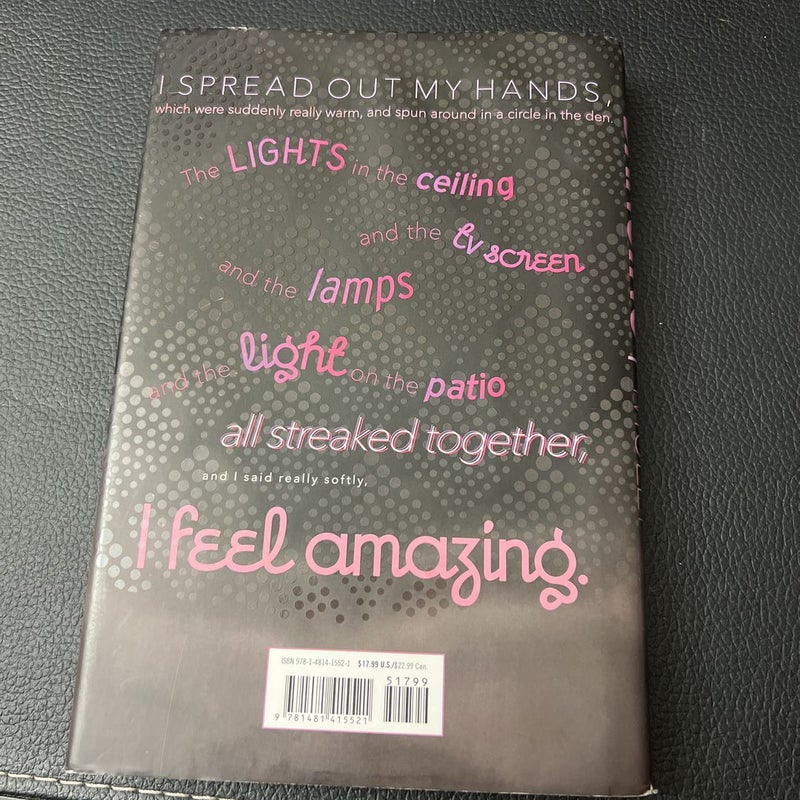 I SPREAD OUT MY HANDS,
which were suddenly really warm, and spun around in a circle in the den.
The LIGHTS in the ceiling
and the tv screen
and the lamps
and the light on the patio
all streaked together,
and I said really softly,
I feel amazing.
ISBN 978-1-4814-1552-1 $17.99 U.S./$22.99 Can.
51799
9 781481 415521